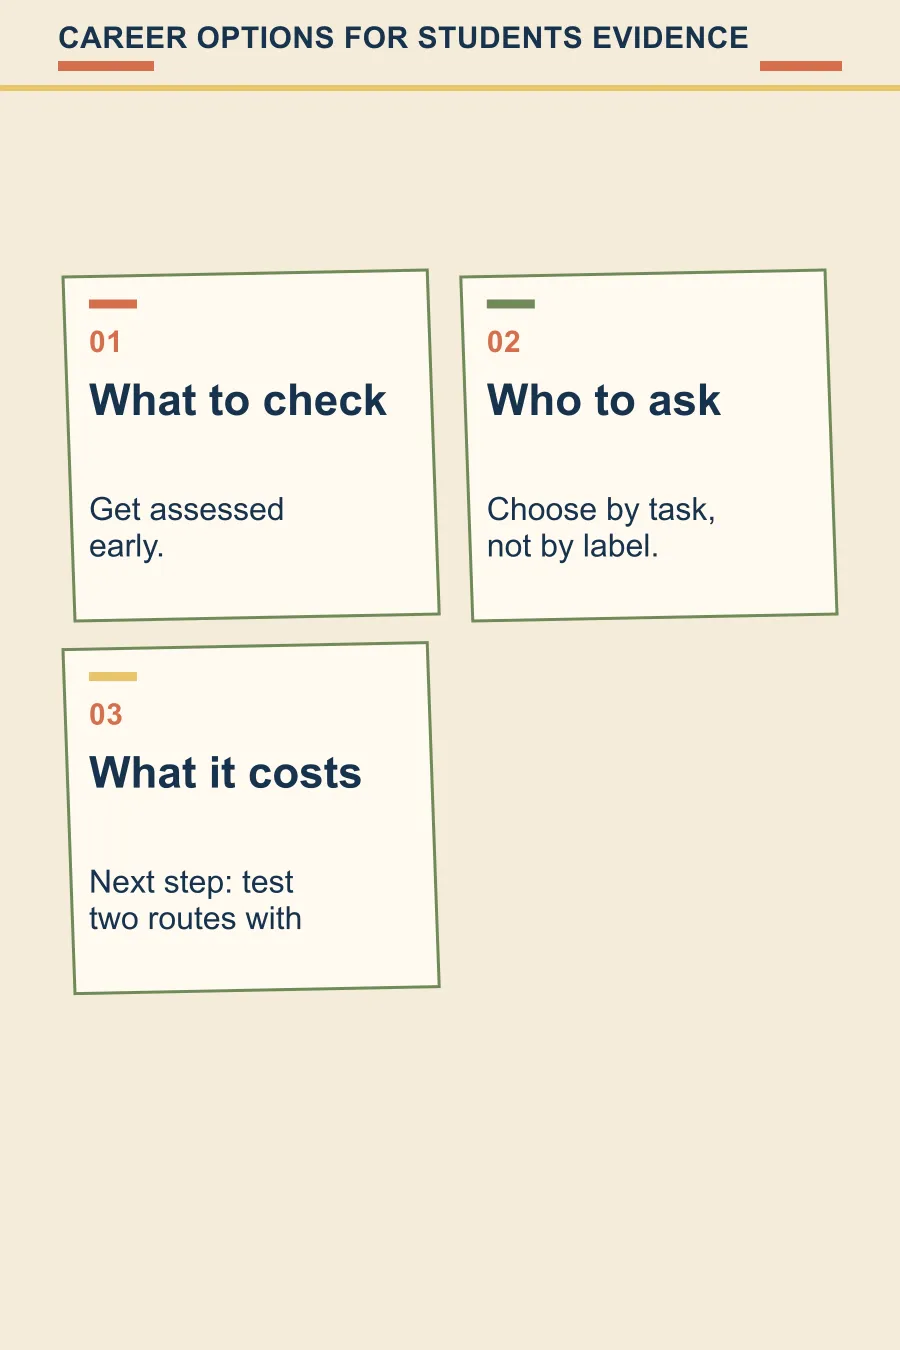 CAREER OPTIONS FOR STUDENTS EVIDENCE
01
What to check
Get assessed
early.
02
Who to ask
Choose by task,
not by label.
03
What it costs
Next step: test
two routes with